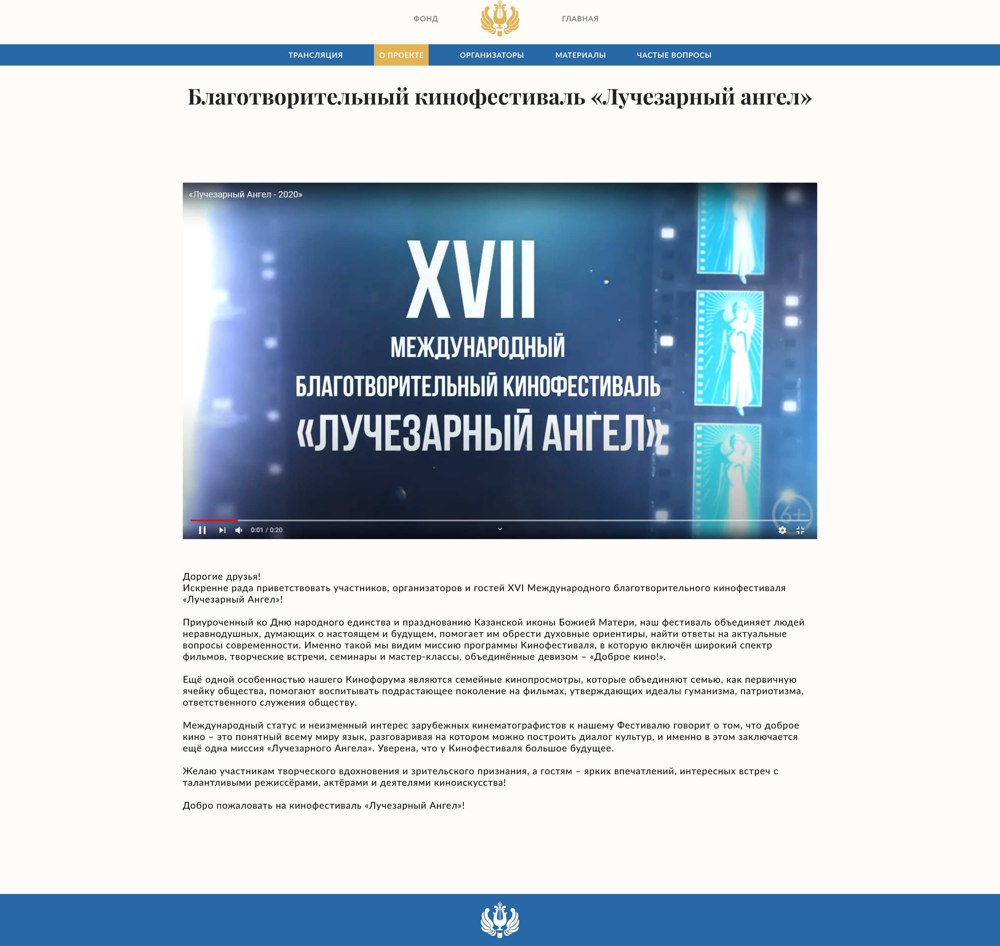 ФОНД
ГЛАВНАЯ
ТРАНСЛЯЦИЯ
О ПРОЕКТЕ
ОРГАНИЗАТОРЫ
МАТЕРИАЛЫ
ЧАСТЫЕ ВОПРОСЫ
Благотворительный кинофестиваль «Лучезарный ангел»
«Лучезарный Ангел - 2020»
XVII
МЕЖДУНАРОДНЫЙ
БЛАГОТВОРИТЕЛЬНЫЙ КИНОФЕСТИВАЛЬ
«ЛУЧЕЗАРНЫЙ АНГЕЛ»
6+
0:01 / 0:20
Дорогие друзья!
Искренне рада приветствовать участников, организаторов и гостей XVI Международного благотворительного кинофестиваля
«Лучезарный Ангел»!
Приуроченный ко Дню народного единства и празднованию Казанской иконы Божией Матери, наш фестиваль объединяет людей
неравнодушных, думающих о настоящем и будущем, помогает им обрести духовные ориентиры, найти ответы на актуальные
вопросы современности. Именно такой мы видим миссию программы Кинофестиваля, в которую включён широкий спектр
фильмов, творческие встречи, семинары и мастер-классы, объединённые девизом – «Доброе кино!».
Ещё одной особенностью нашего Кинофорума являются семейные кинопросмотры, которые объединяют семью, как первичную
ячейку общества, помогают воспитывать подрастающее поколение на фильмах, утверждающих идеалы гуманизма, патриотизма,
ответственного служения обществу.
Международный статус и неизменный интерес зарубежных кинематографистов к нашему Фестивалю говорит о том, что доброе
кино – это понятный всему миру язык, разговаривая на котором можно построить диалог культур, и именно в этом заключается
ещё одна миссия «Лучезарного Ангела». Уверена, что у Кинофестиваля большое будущее.
Желаю участникам творческого вдохновения и зрительского признания, а гостям – ярких впечатлений, интересных встреч с
талантливыми режиссёрами, актёрами и деятелями киноискусства!
Добро пожаловать на кинофестиваль «Лучезарный Ангел»!